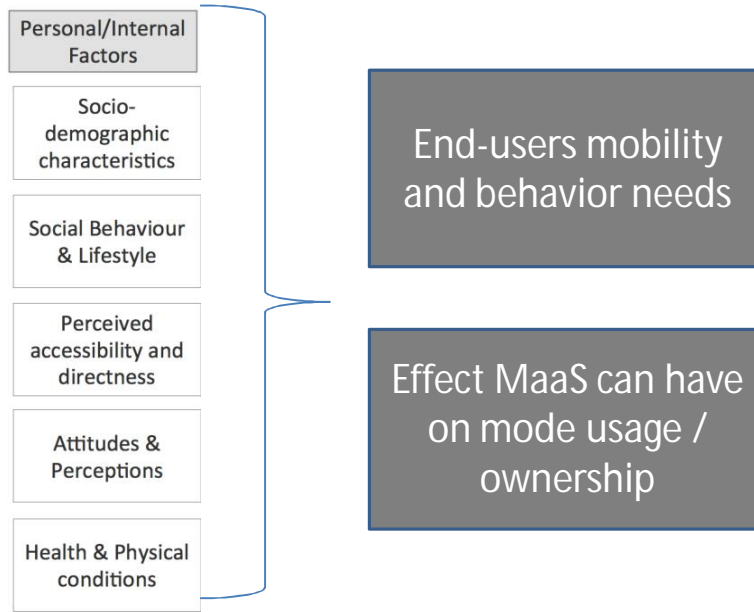 Personal/Internal
Factors
Socio-
demographic
characteristics
Social Behaviour
& Lifestyle
Perceived
accessibility and
directness
Attitudes &
Perceptions
Health & Physical
conditions
End-users mobility
and behavior needs
Effect MaaS can have
on mode usage /
ownership